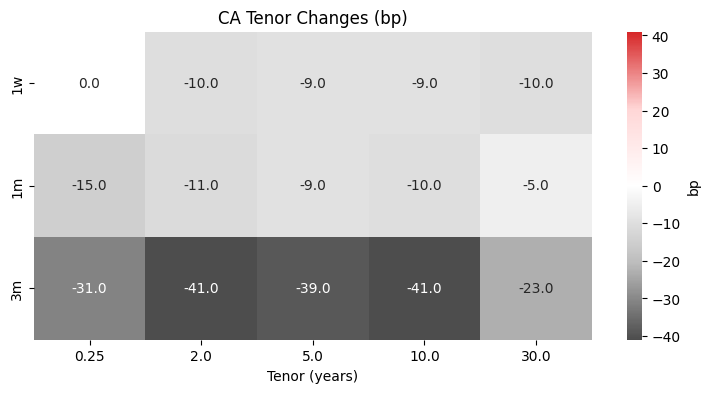 CA Tenor Changes (bp)
1w 0.0 -10.0 -9.0 -9.0 -10.0
1m -15.0 -11.0 -9.0 -10.0 -5.0
3m -31.0 -41.0 -39.0 -41.0 -23.0
0.25 2.0 5.0 10.0 30.0
Tenor (years)
40
30
20
10
0
−10
−20
−30
−40
bp